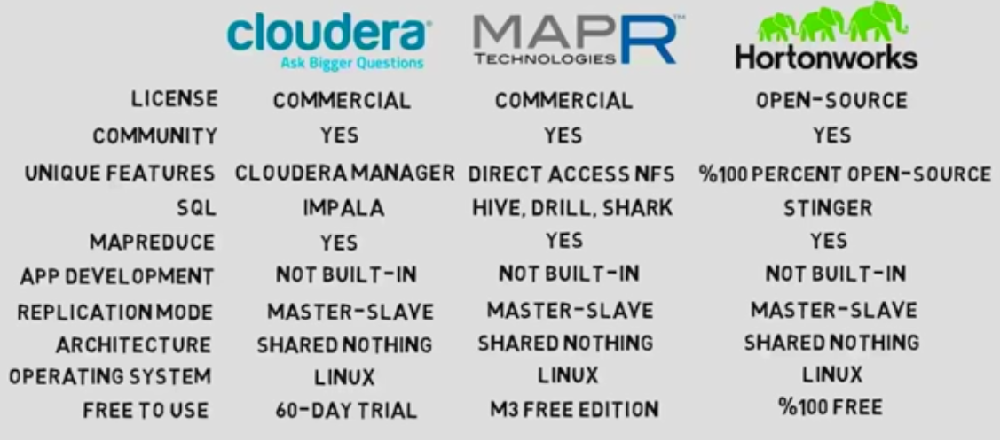 cloudera®
Ask Bigger Questions
MAPR™
TECHNOLOGIES
Hortonworks
LICENSE COMMERCIAL COMMERCIAL OPEN-SOURCE
COMMUNITY YES YES YES
UNIQUE FEATURES CLOUDERA MANAGER DIRECT ACCESS NFS %100 PERCENT OPEN-SOURCE
SQL IMPALA HIVE, DRILL, SHARK STINGER
MAPREDUCE YES YES YES
APP DEVELOPMENT NOT BUILT-IN NOT BUILT-IN NOT BUILT-IN
REPLICATION MODE MASTER-SLAVE MASTER-SLAVE MASTER-SLAVE
ARCHITECTURE SHARED NOTHING SHARED NOTHING SHARED NOTHING
OPERATING SYSTEM LINUX LINUX LINUX
FREE TO USE 60-DAY TRIAL M3 FREE EDITION %100 FREE